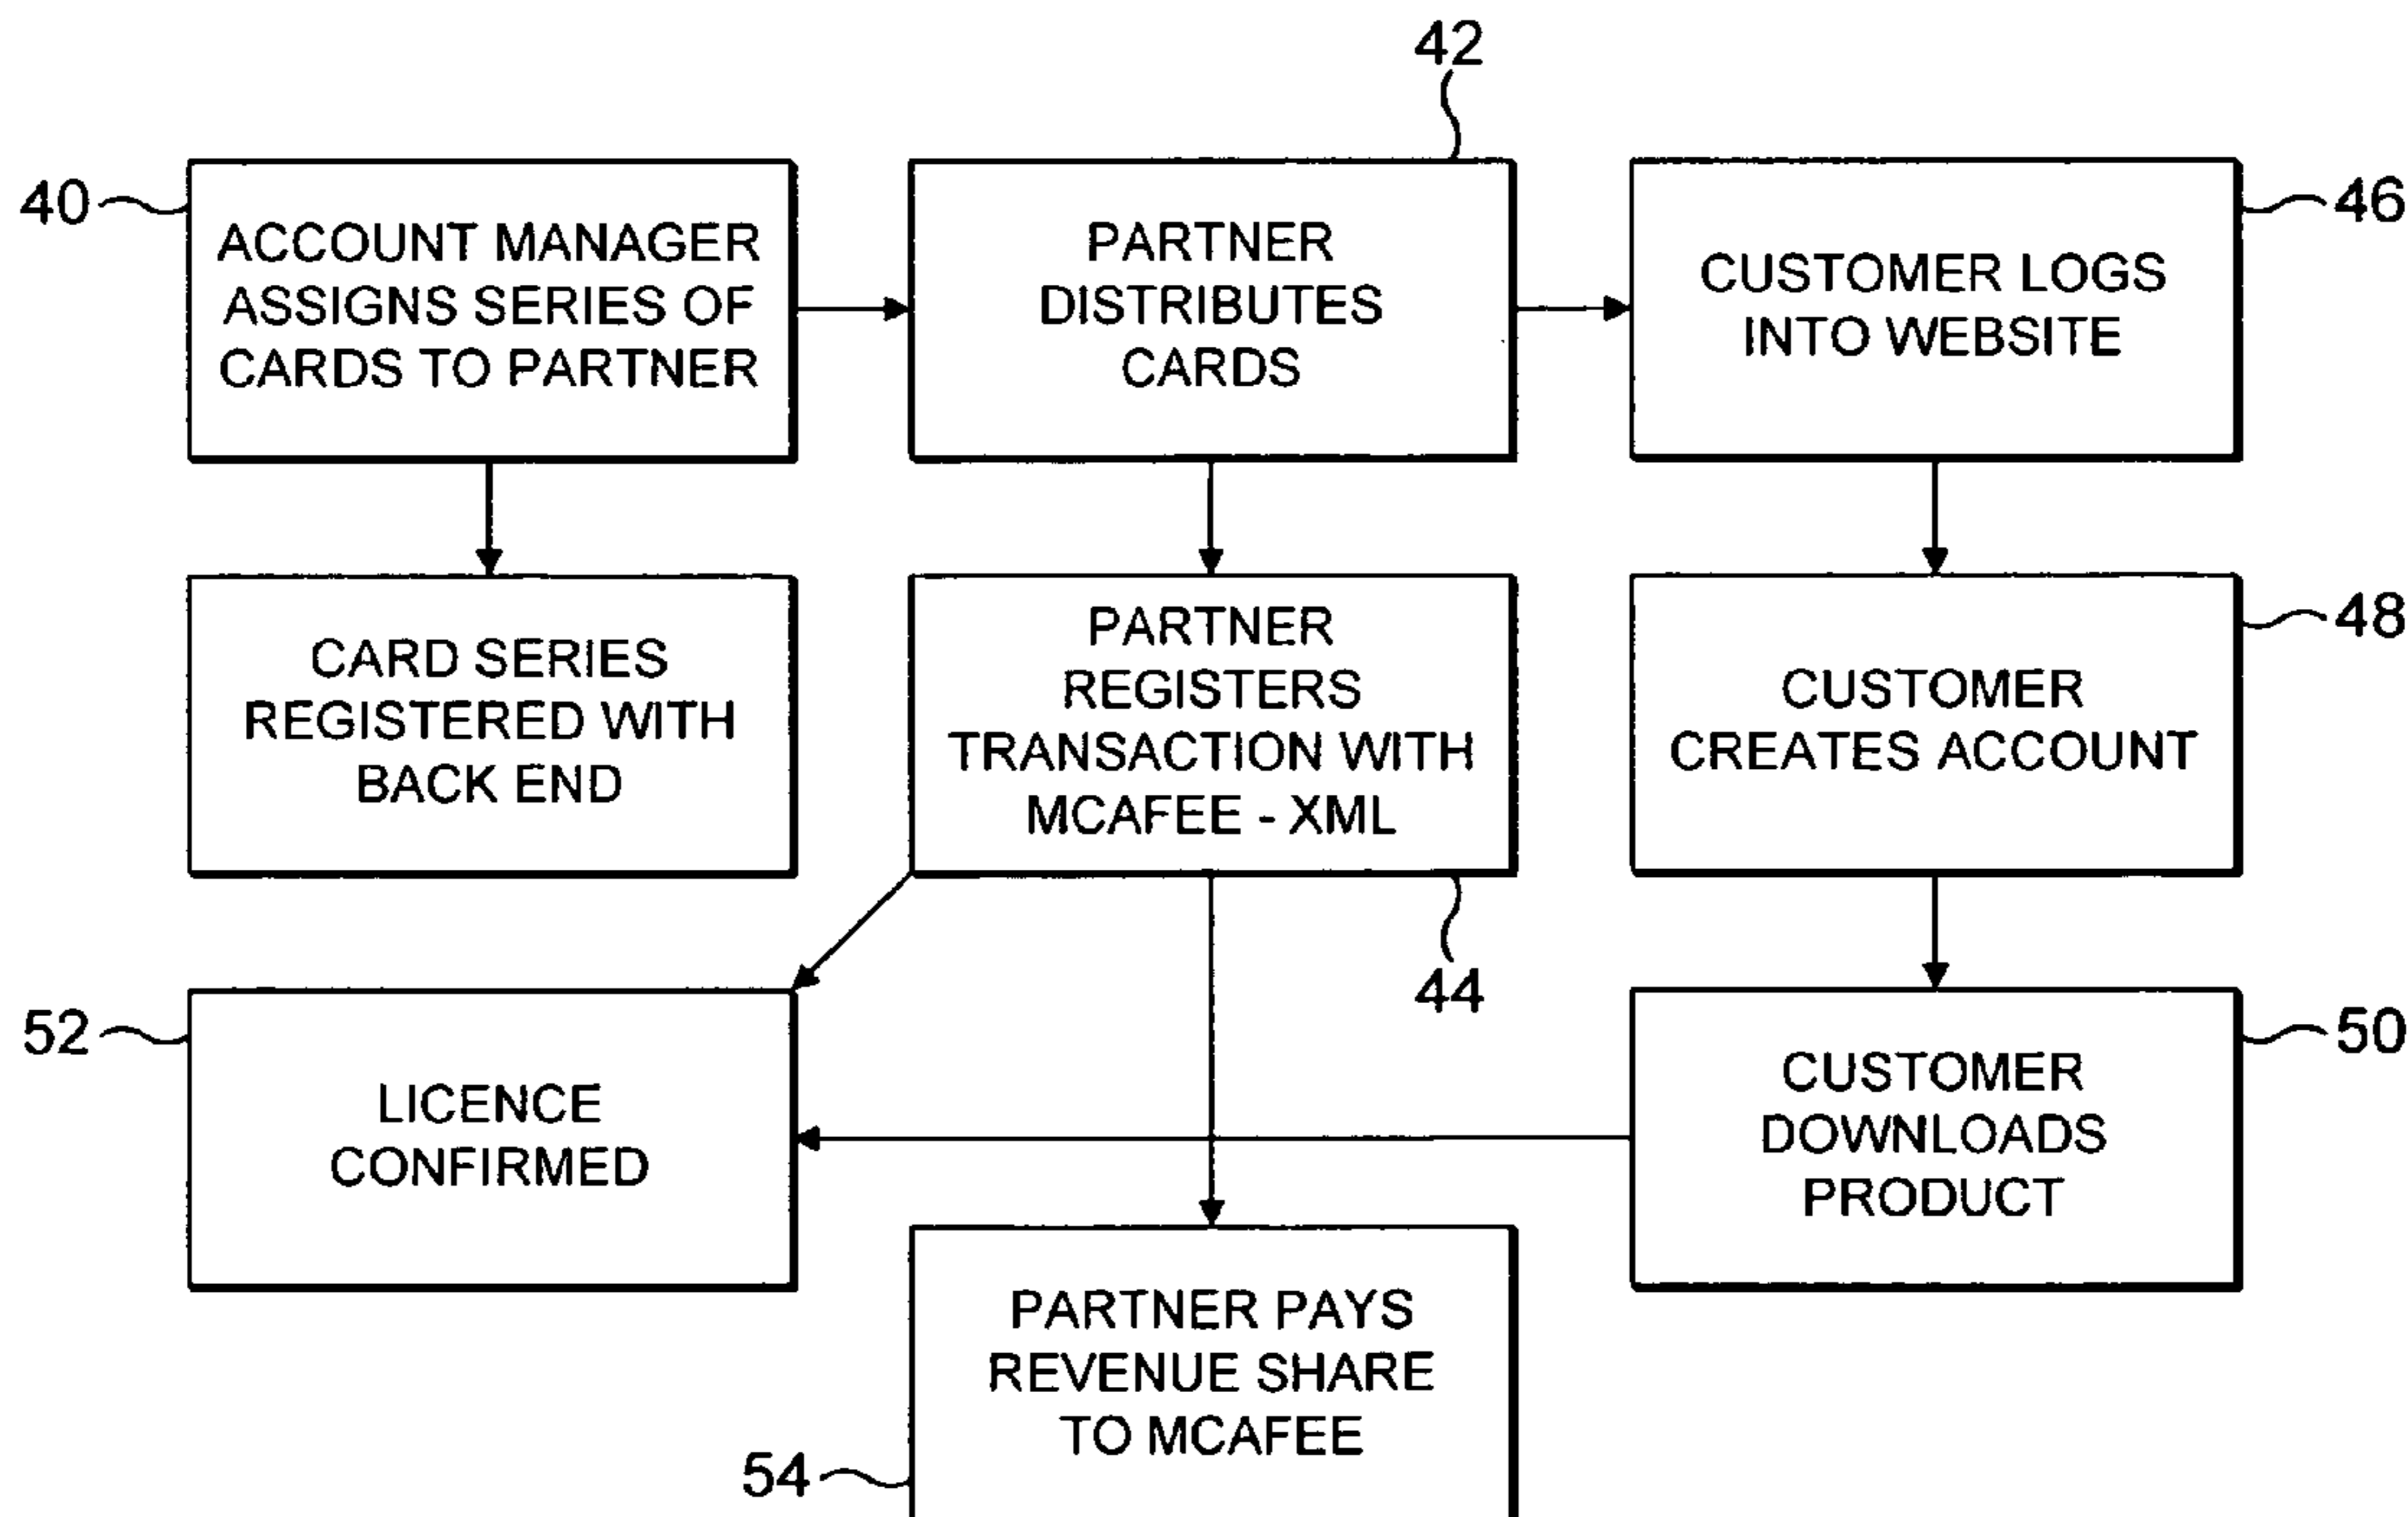 42
40
ACCOUNT MANAGER
ASSIGNS SERIES OF
CARDS TO PARTNER
PARTNER
DISTRIBUTES
CARDS
46
CUSTOMER LOGS
INTO WEBSITE
CARD SERIES
REGISTERED WITH
BACK END
PARTNER
REGISTERS
TRANSACTION WITH
MCAFEE - XML
48
CUSTOMER
CREATES ACCOUNT
44
52
LICENCE
CONFIRMED
50
CUSTOMER
DOWNLOADS
PRODUCT
PARTNER PAYS
REVENUE SHARE
TO MCAFEE
54